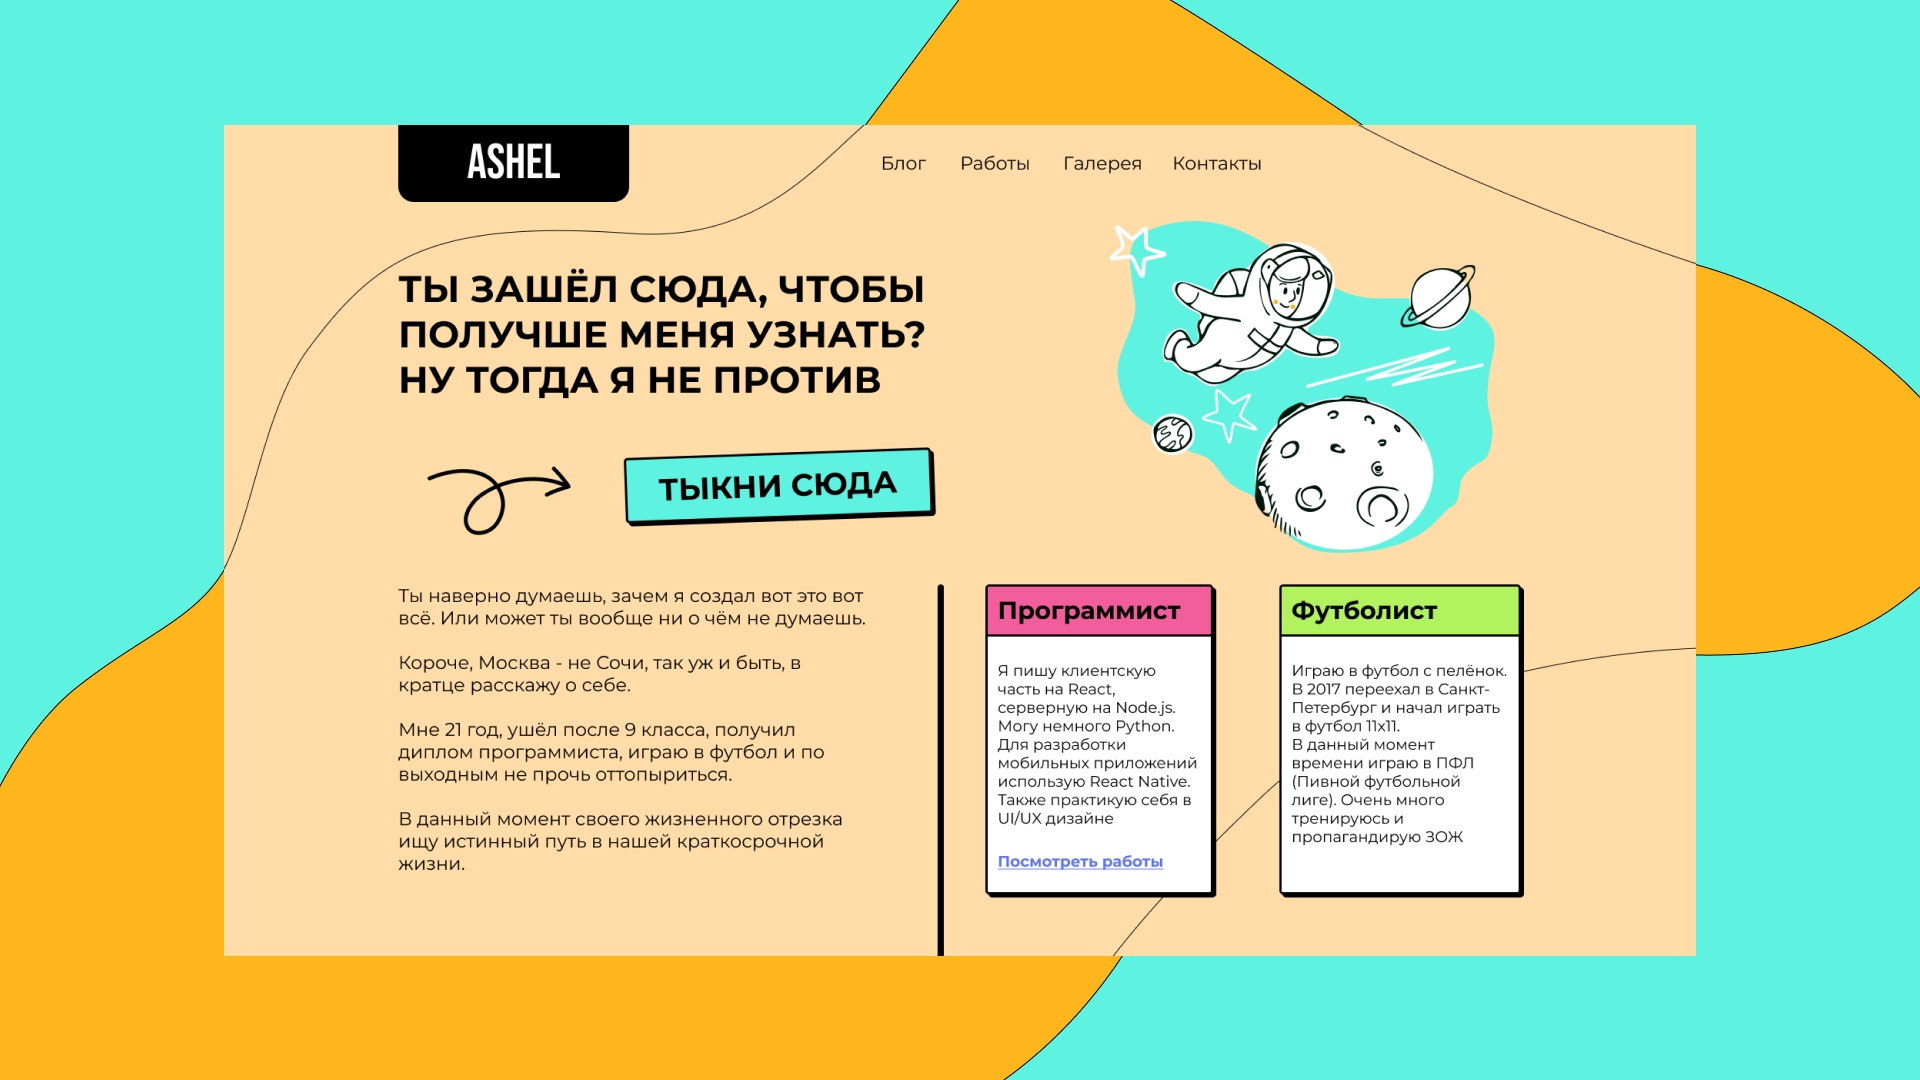 ASHEL
Блог
Работы
Галерея
Контакты
ТЫ ЗАШЁЛ СЮДА, ЧТОБЫ
ПОЛУЧШЕ МЕНЯ УЗНАТЬ?
НУ ТОГДА Я НЕ ПРОТИВ
ТЫКНИ СЮДА
Ты наверно думаешь, зачем я создал вот это вот
всё. Или может ты вообще ни о чём не думаешь.
Короче, Москва - не Сочи, так уж и быть, в
кратце расскажу о себе.
Мне 21 год, ушёл после 9 класса, получил
диплом программиста, играю в футбол и по
выходным не прочь оттопыриться.
В данный момент своего жизненного отрезка
ищу истинный путь в нашей краткосрочной
жизни.
Программист
Я пишу клиентскую
часть на React,
серверную на Node.js.
Могу немного Python.
Для разработки
мобильных приложений
использую React Native.
Также практикую себя в
UI/UX дизайне
Посмотреть работы
Футболист
Играю в футбол с пелёнок.
В 2017 переехал в Санкт-
Петербург и начал играть
в футбол 11х11.
В данный момент
времени играю в ПФЛ
(Пивной футбольной
лиге). Очень много
тренируюсь и
пропагандирую ЗОЖ